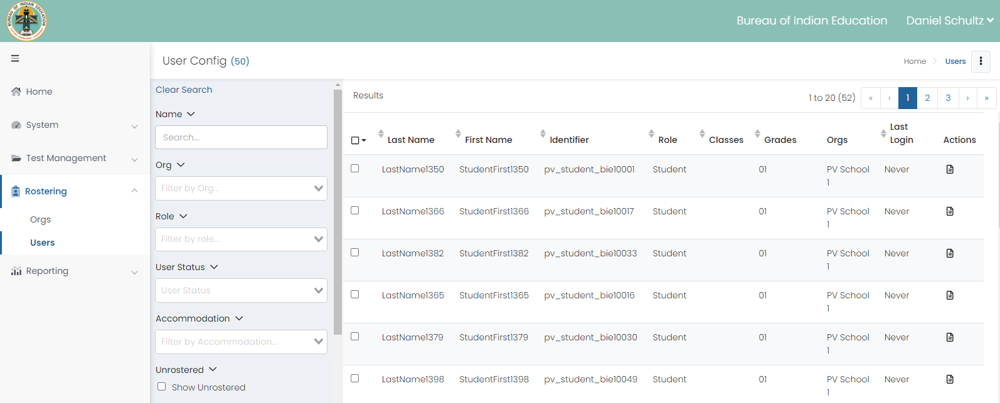 BUREAU OF INDIAN EDUCATION
Bureau of Indian Education
Daniel Schultz
User Config (50)
Home
Users
Home
System
Test Management
Rostering
Orgs
Users
Reporting
Clear Search
Name
Search...
Org
Filter by Org...
Role
Filter by role...
User Status
User Status
Accommodation
Filter by Accommodation...
Unrostered
Show Unrostered
Results
1 to 20 (52) « ‹ 1 2 3 › »
Last Name First Name Identifier Role Classes Grades Orgs Last Login Actions
LastName1350 StudentFirst1350 pv_student_bie10001 Student 01 PV School 1 Never
LastName1366 StudentFirst1366 pv_student_bie10017 Student 01 PV School 1 Never
LastName1382 StudentFirst1382 pv_student_bie10033 Student 01 PV School 1 Never
LastName1365 StudentFirst1365 pv_student_bie10016 Student 01 PV School 1 Never
LastName1379 StudentFirst1379 pv_student_bie10030 Student 01 PV School 1 Never
LastName1398 StudentFirst1398 pv_student_bie10049 Student 01 PV School 1 Never